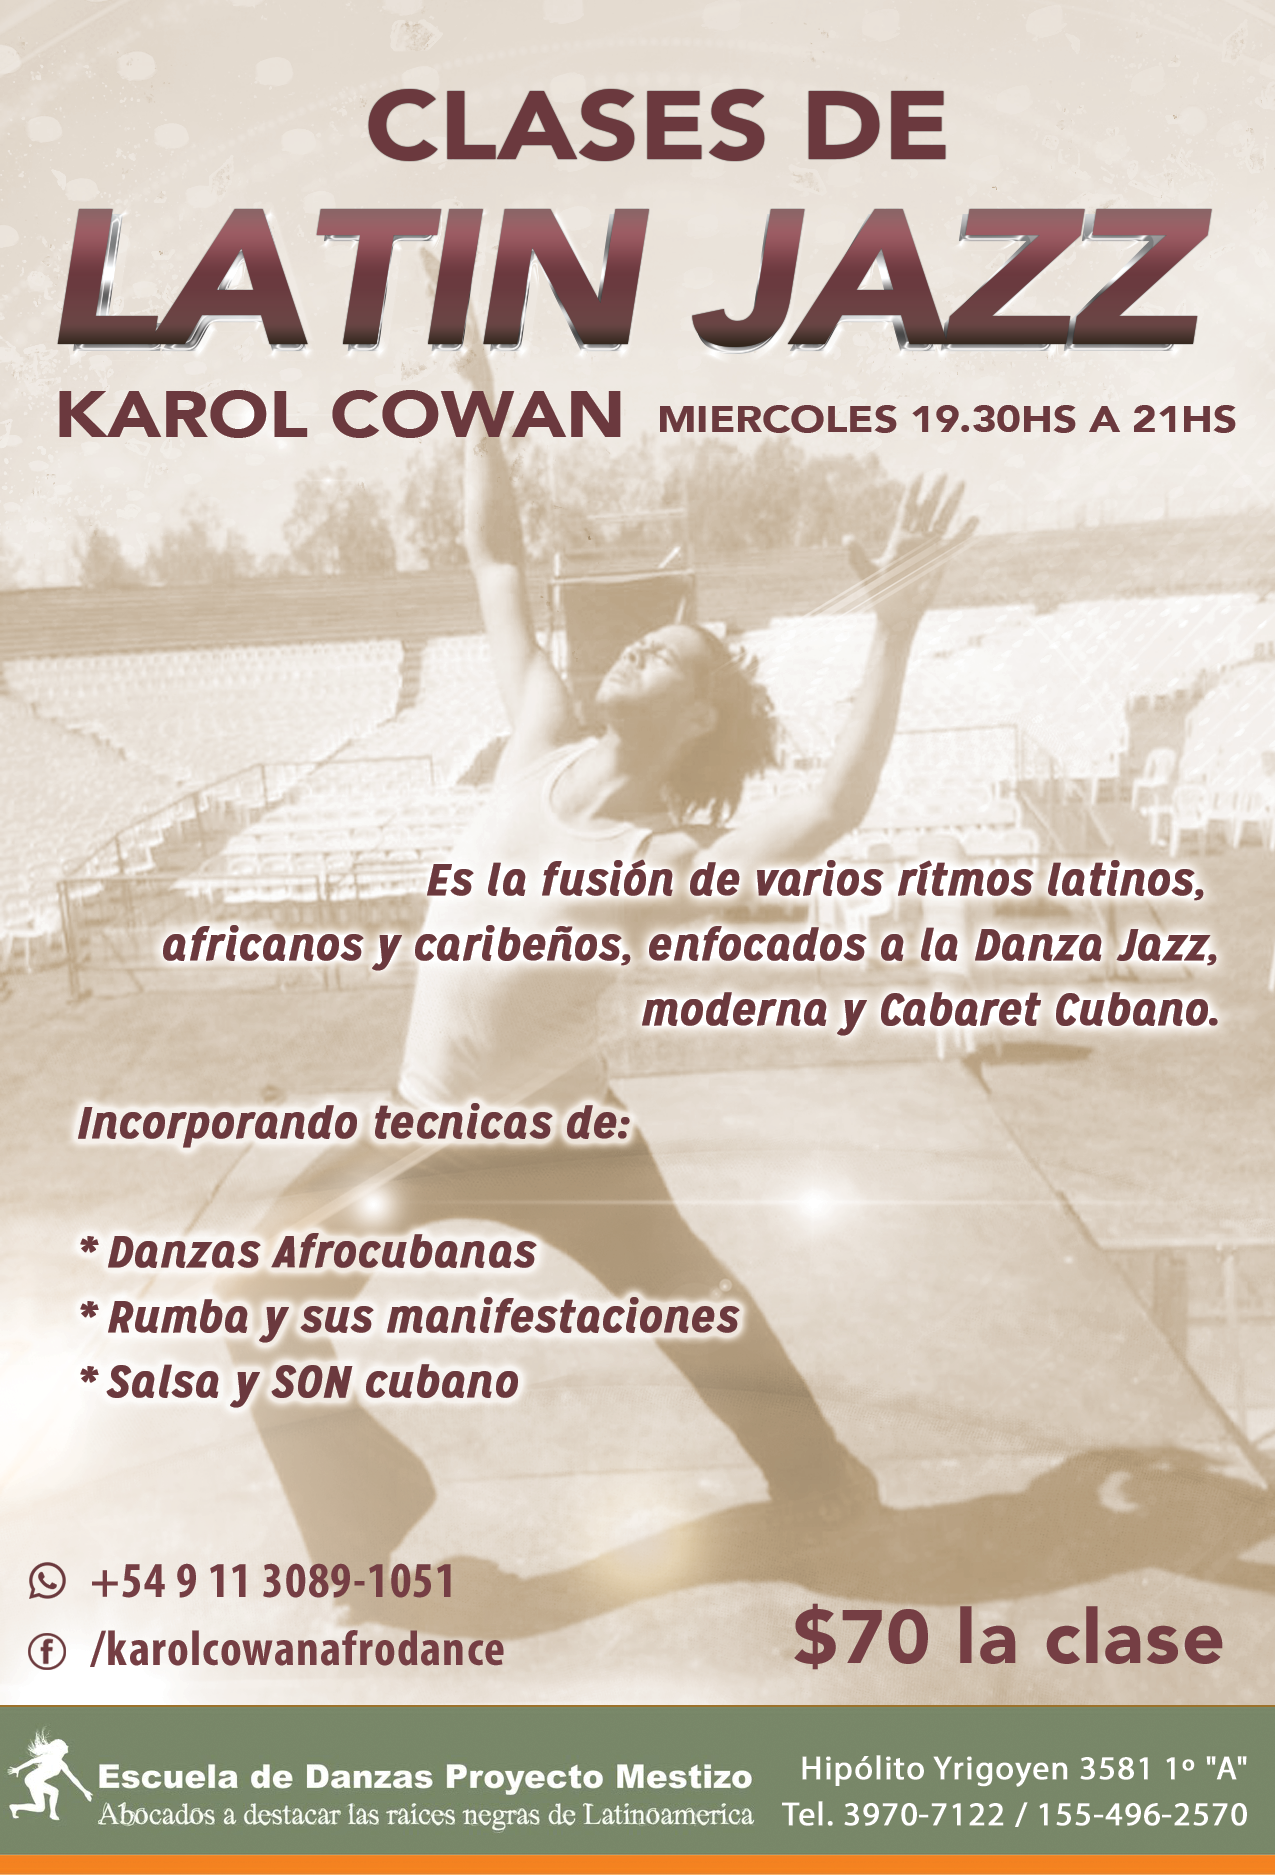 CLASES DE
LATIN JAZZ
KAROL COWAN MIERCOLES 19.30HS A 21HS
Es la fusión de varios rítmos latinos,
africanos y caribeños, enfocados a la Danza Jazz,
moderna y Cabaret Cubano.
Incorporando tecnicas de:
* Danzas Afrocubanas
* Rumba y sus manifestaciones
* Salsa y SON cubano
+54 9 11 3089-1051
/karolcowanafrodance
$70 la clase
Escuela de Danzas Proyecto Mestizo
Abocados a destacar las raices negras de Latinoamerica
Hipólito Yrigoyen 3581 1º "A"
Tel. 3970-7122 / 155-496-2570